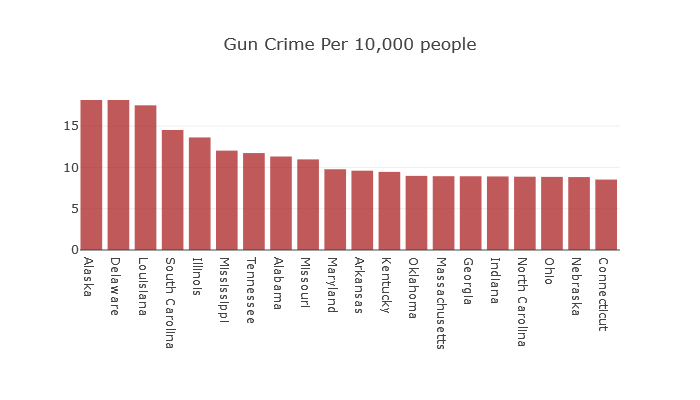 Gun Crime Per 10,000 people
15
10
5
0
Alaska
Delaware
Louisiana
South Carolina
Illinois
Mississippi
Tennessee
Alabama
Missouri
Maryland
Arkansas
Kentucky
Oklahoma
Massachusetts
Georgia
Indiana
North Carolina
Ohio
Nebraska
Connecticut